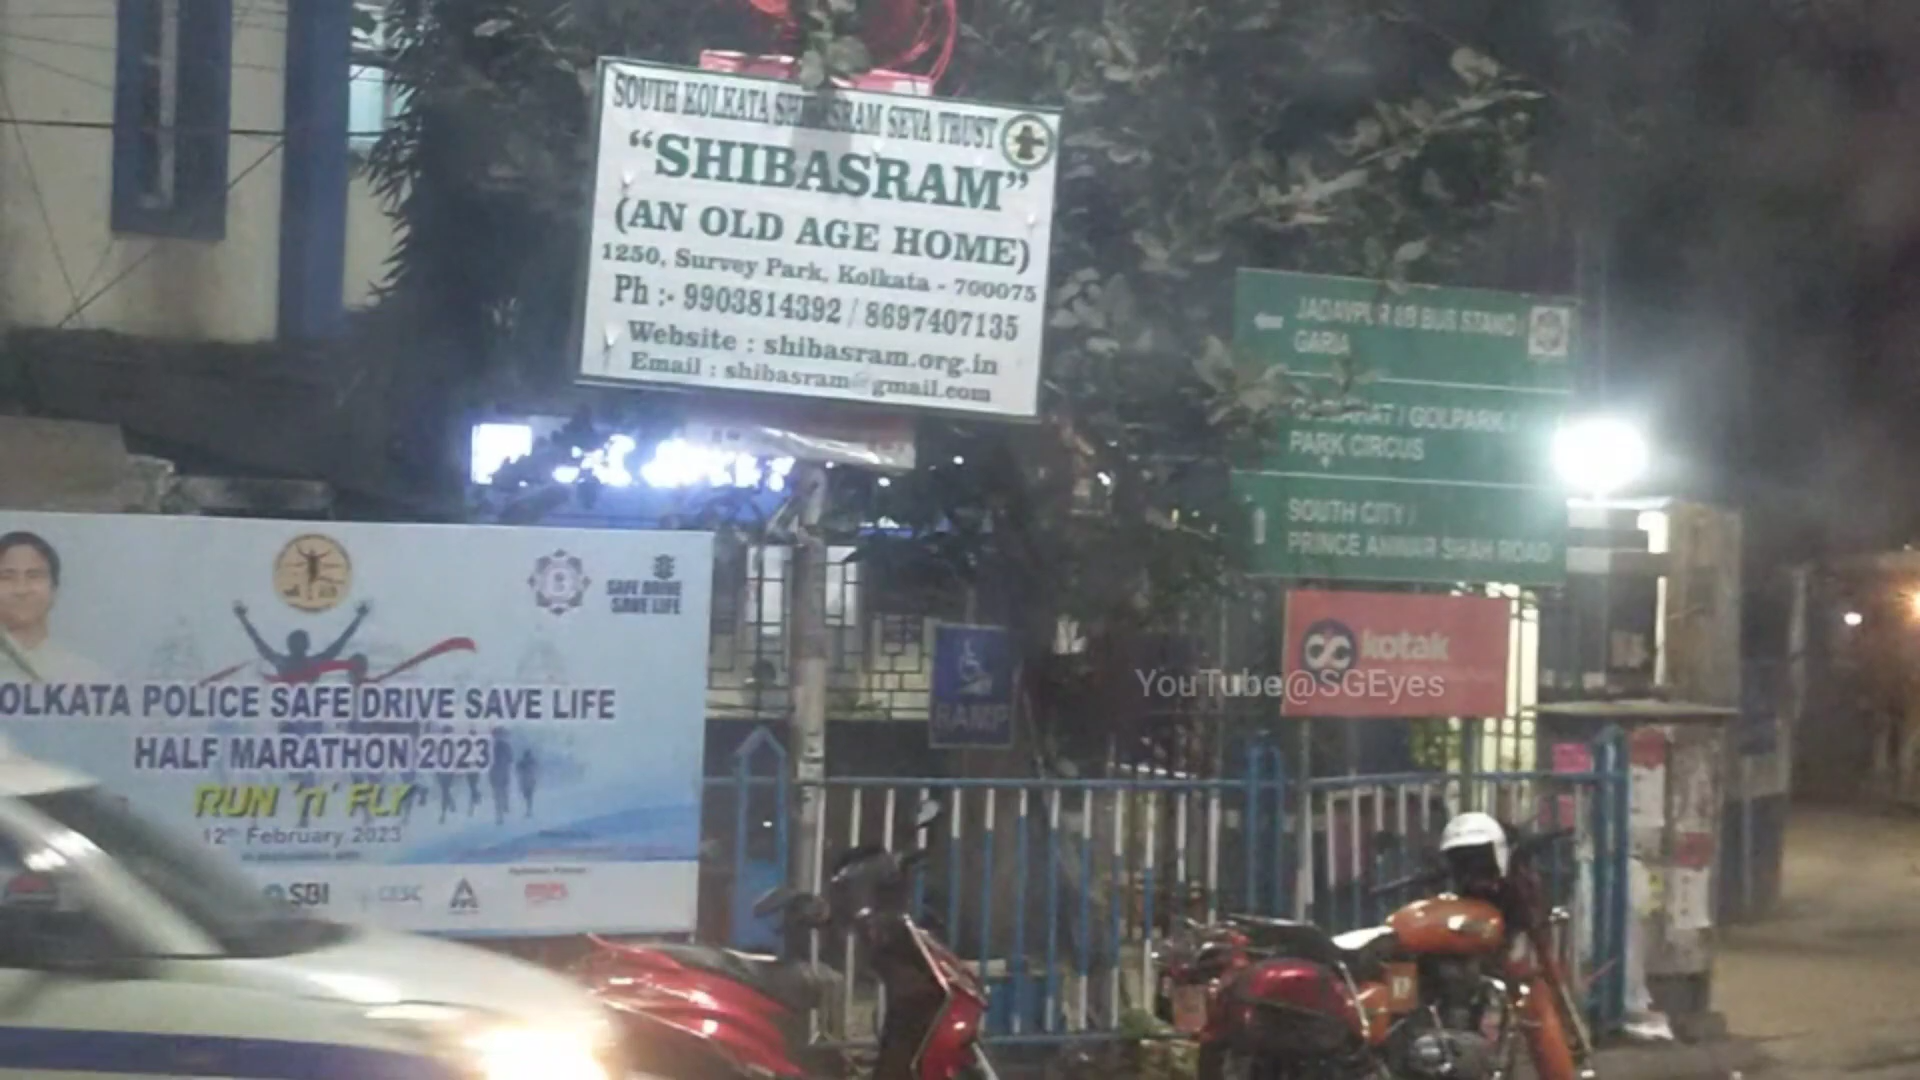 SOUTH KOLKATA SHIBASRAM SEVA TRUST
"SHIBASRAM"
(AN OLD AGE HOME)
1250, Survey Park, Kolkata - 700075
Ph :- 9903814392 / 8697407135
Website : shibasram.org.in
Email : shibasram@gmail.com
JADAVPUR 8B BUS STAND /
GARIA
GARIAHAT / GOLPARK /
PARK CIRCUS
SOUTH CITY /
PRINCE ANWAR SHAH ROAD
kotak
YouTube@SGEyes
RAMP
SAFE DRIVE
SAVE LIFE
OLKATA POLICE SAFE DRIVE SAVE LIFE
HALF MARATHON 2023
RUN 'n' FLY
12th February 2023
SBI
CESC